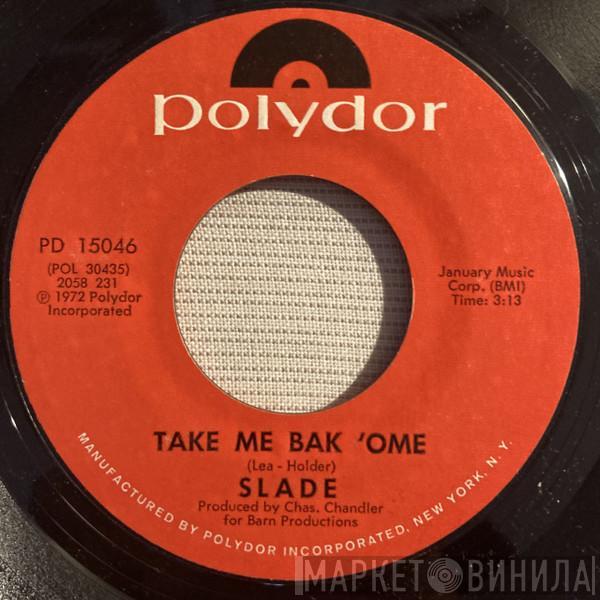 polydor
PD 15046
(POL 30435)
2058 231
℗ 1972 Polydor
Incorporated
January Music
Corp. (BMI)
Time: 3:13
TAKE ME BAK 'OME
(Lea - Holder)
SLADE
Produced by Chas. Chandler
for Barn Productions
MANUFACTURED BY POLYDOR INCORPORATED, NEW YORK, N.Y.
МАРКЕТ ВИНИЛА